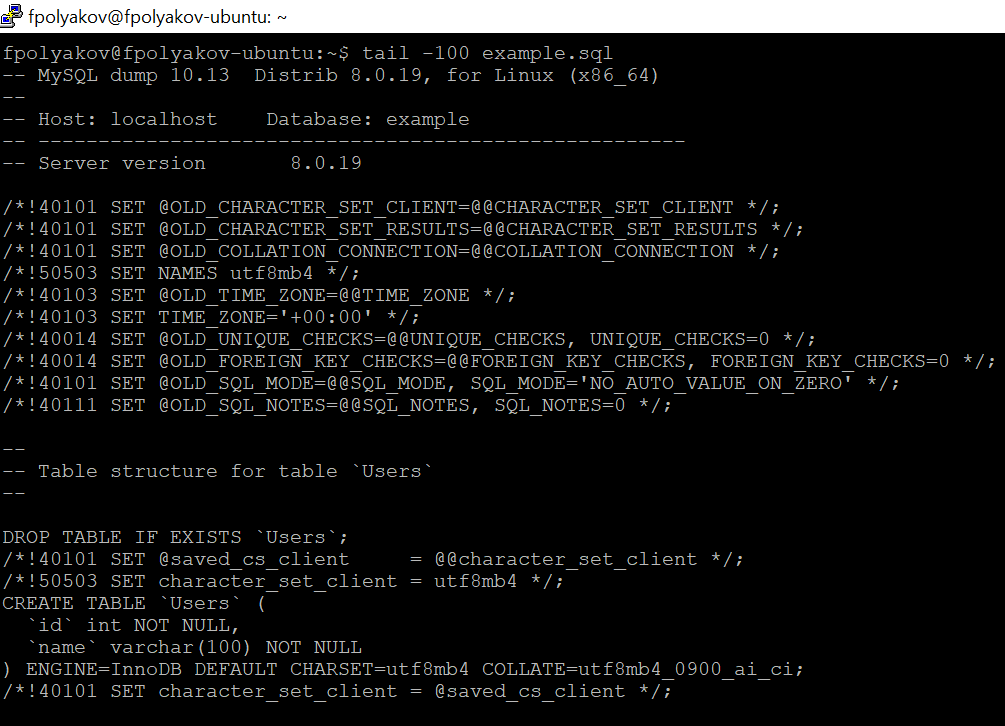 fpolyakov@fpolyakov-ubuntu: ~
fpolyakov@fpolyakov-ubuntu:~$ tail -100 example.sql
-- MySQL dump 10.13  Distrib 8.0.19, for Linux (x86_64)
--
-- Host: localhost    Database: example
-- ------------------------------------------------------
-- Server version       8.0.19

/*!40101 SET @OLD_CHARACTER_SET_CLIENT=@@CHARACTER_SET_CLIENT */;
/*!40101 SET @OLD_CHARACTER_SET_RESULTS=@@CHARACTER_SET_RESULTS */;
/*!40101 SET @OLD_COLLATION_CONNECTION=@@COLLATION_CONNECTION */;
/*!50503 SET NAMES utf8mb4 */;
/*!40103 SET @OLD_TIME_ZONE=@@TIME_ZONE */;
/*!40103 SET TIME_ZONE='+00:00' */;
/*!40014 SET @OLD_UNIQUE_CHECKS=@@UNIQUE_CHECKS, UNIQUE_CHECKS=0 */;
/*!40014 SET @OLD_FOREIGN_KEY_CHECKS=@@FOREIGN_KEY_CHECKS, FOREIGN_KEY_CHECKS=0 */;
/*!40101 SET @OLD_SQL_MODE=@@SQL_MODE, SQL_MODE='NO_AUTO_VALUE_ON_ZERO' */;
/*!40111 SET @OLD_SQL_NOTES=@@SQL_NOTES, SQL_NOTES=0 */;

--
-- Table structure for table `Users`
--

DROP TABLE IF EXISTS `Users`;
/*!40101 SET @saved_cs_client     = @@character_set_client */;
/*!50503 SET character_set_client = utf8mb4 */;
CREATE TABLE `Users` (
  `id` int NOT NULL,
  `name` varchar(100) NOT NULL
) ENGINE=InnoDB DEFAULT CHARSET=utf8mb4 COLLATE=utf8mb4_0900_ai_ci;
/*!40101 SET character_set_client = @saved_cs_client */;